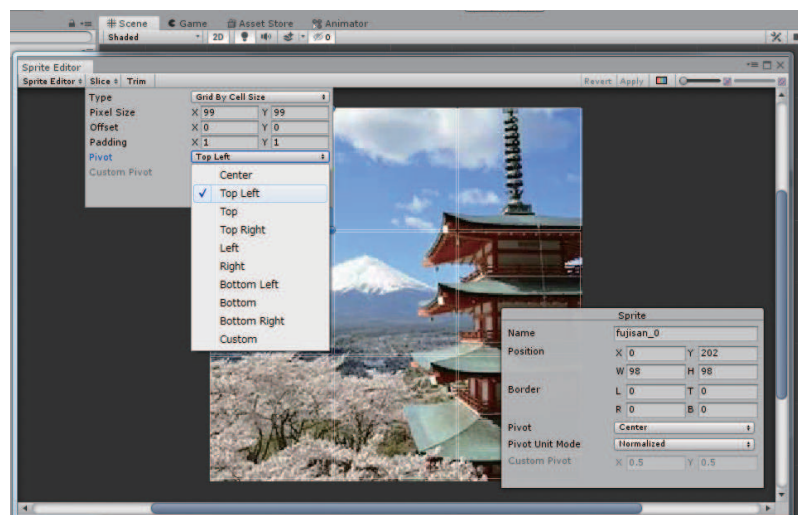 Scene Game Asset Store Animator
Shaded 2D 0
Sprite Editor
Sprite Editor Slice Trim Revert Apply
Type Grid By Cell Size
Pixel Size X 99 Y 99
Offset X 0 Y 0
Padding X 1 Y 1
Pivot Top Left
Custom Pivot
Center
✓ Top Left
Top
Top Right
Left
Right
Bottom Left
Bottom
Bottom Right
Custom
Sprite
Name fujisan_0
Position X 0 Y 202
W 98 H 98
Border L 0 T 0
R 0 B 0
Pivot Center
Pivot Unit Mode Normalized
Custom Pivot X 0.5 Y 0.5